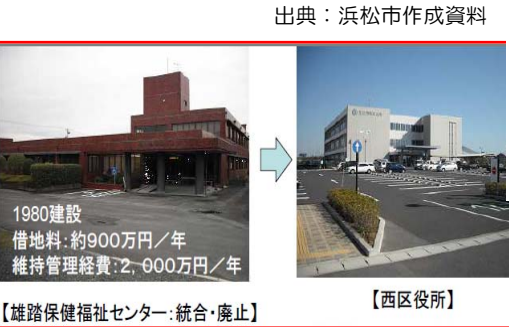 出典：浜松市作成資料
1980建設
借地料:約900万円／年
維持管理経費:2,000万円／年
【雄踏保健福祉センター:統合・廃止】
【西区役所】